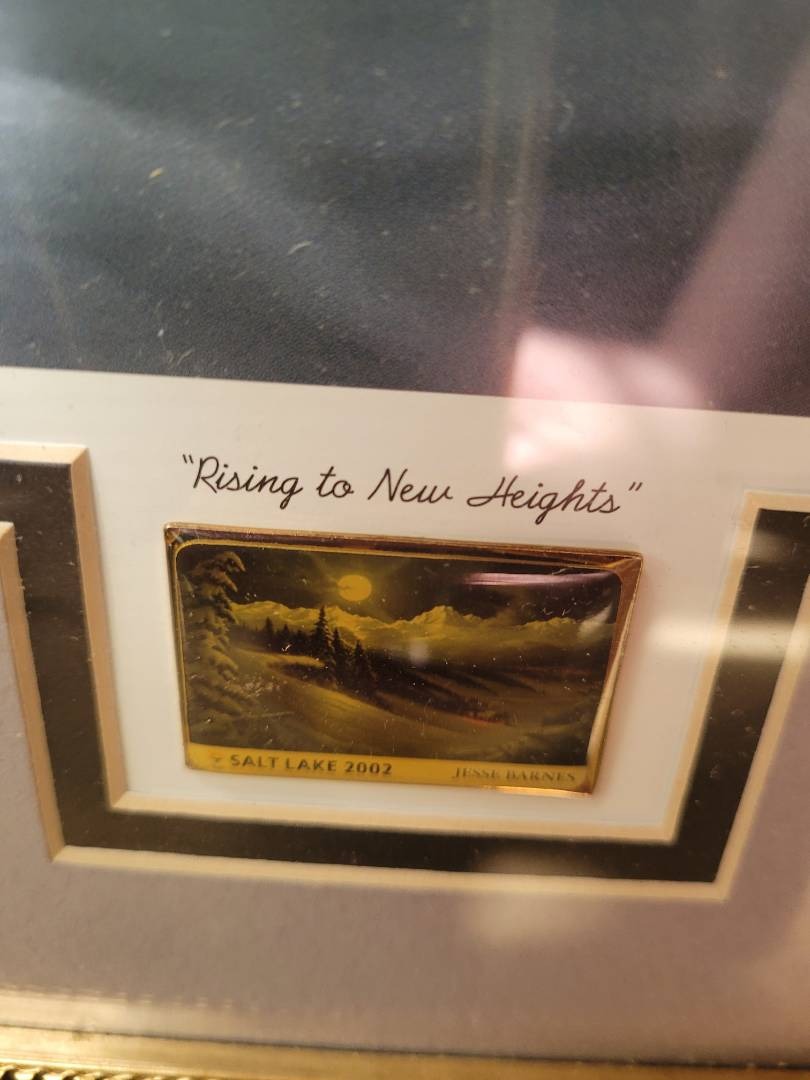 "Rising to New Heights"
SALT LAKE 2002 JESSE BARNES